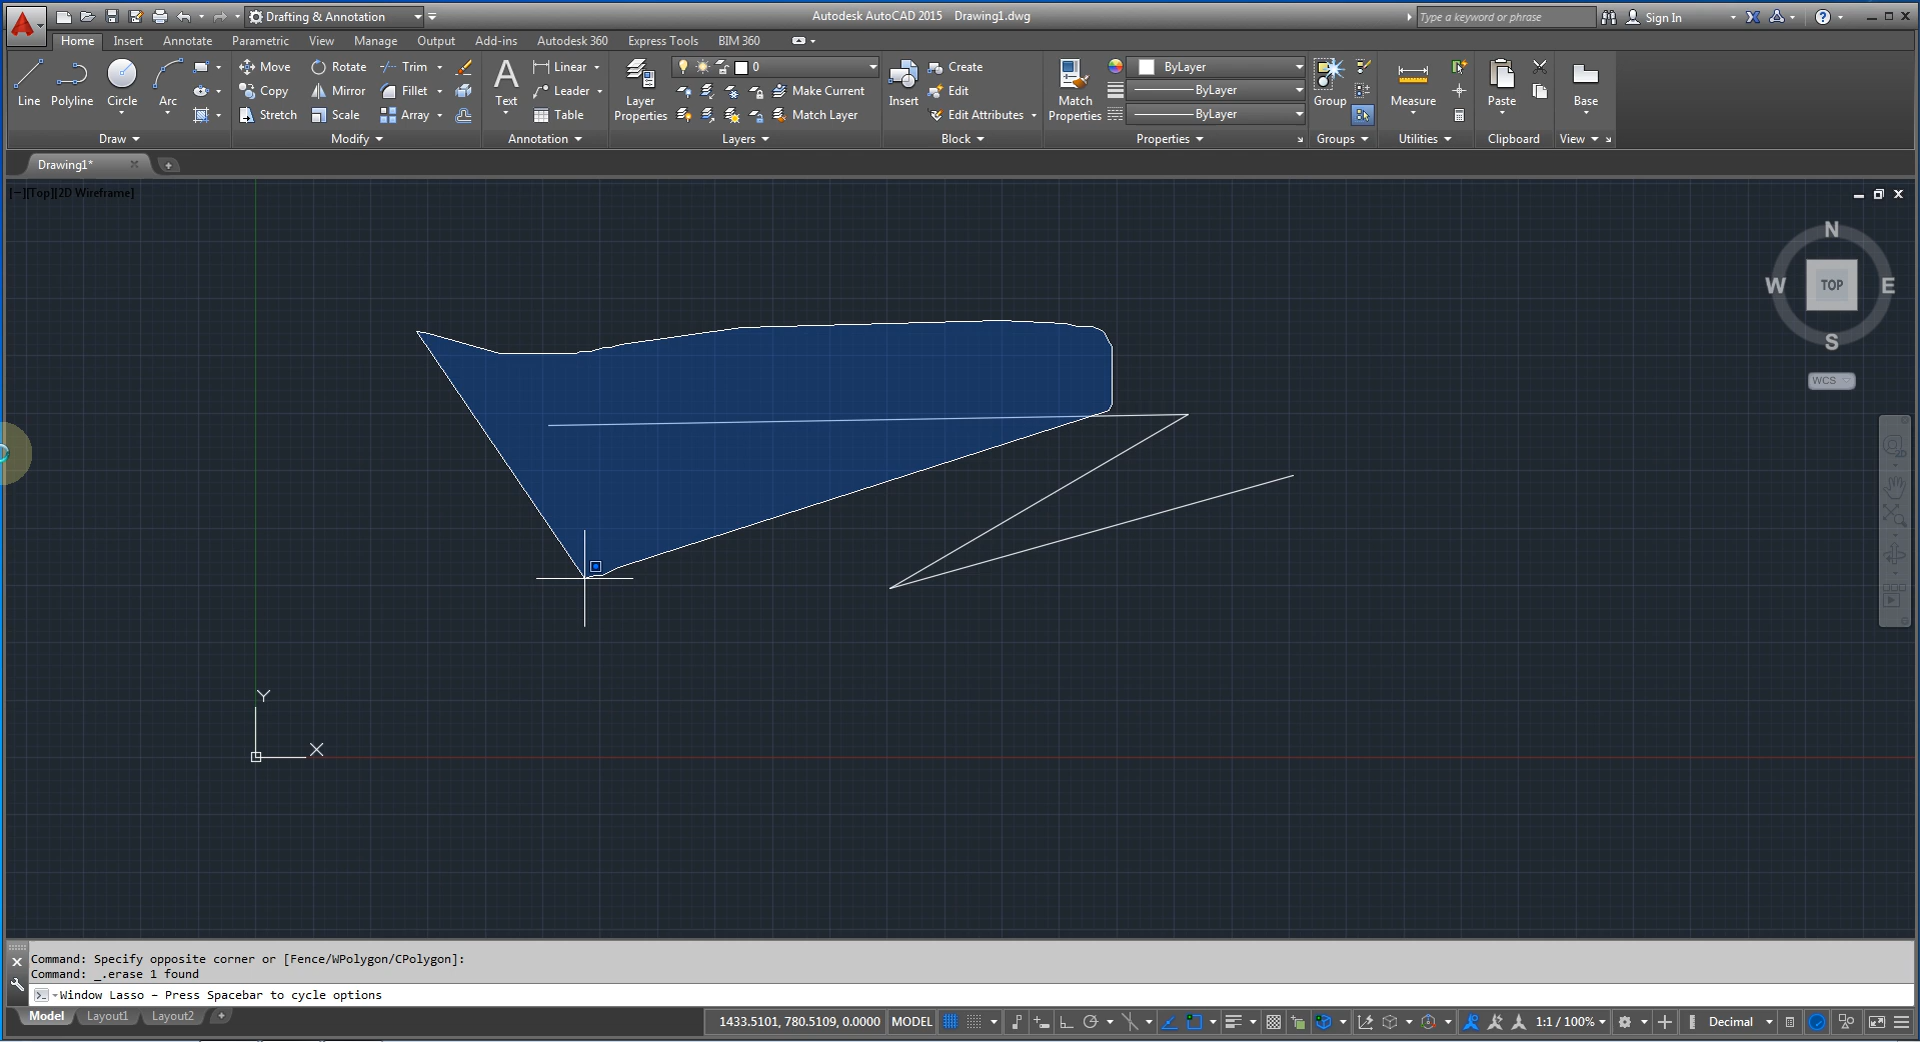 Drafting & Annotation
Autodesk AutoCAD 2015 Drawing1.dwg
Type a keyword or phrase
Sign In
Home Insert Annotate Parametric View Manage Output Add-ins Autodesk 360 Express Tools BIM 360
Line Polyline Circle Arc
Draw
Move Rotate Trim
Copy Mirror Fillet
Stretch Scale Array
Modify
Text
Linear
Leader
Table
Annotation
Layer
Properties
0
Make Current
Match Layer
Layers
Insert
Create
Edit
Edit Attributes
Block
Match
Properties
ByLayer
ByLayer
ByLayer
Properties
Group
Groups
Measure
Utilities
Paste
Clipboard
Base
View
Drawing1*
[−][Top][2D Wireframe]
N
W TOP E
S
WCS
Y
X
Command: Specify opposite corner or [Fence/WPolygon/CPolygon]:
Command: _.erase 1 found
Window Lasso - Press Spacebar to cycle options
Model Layout1 Layout2
1433.5101, 780.5109, 0.0000 MODEL 1:1 / 100% Decimal